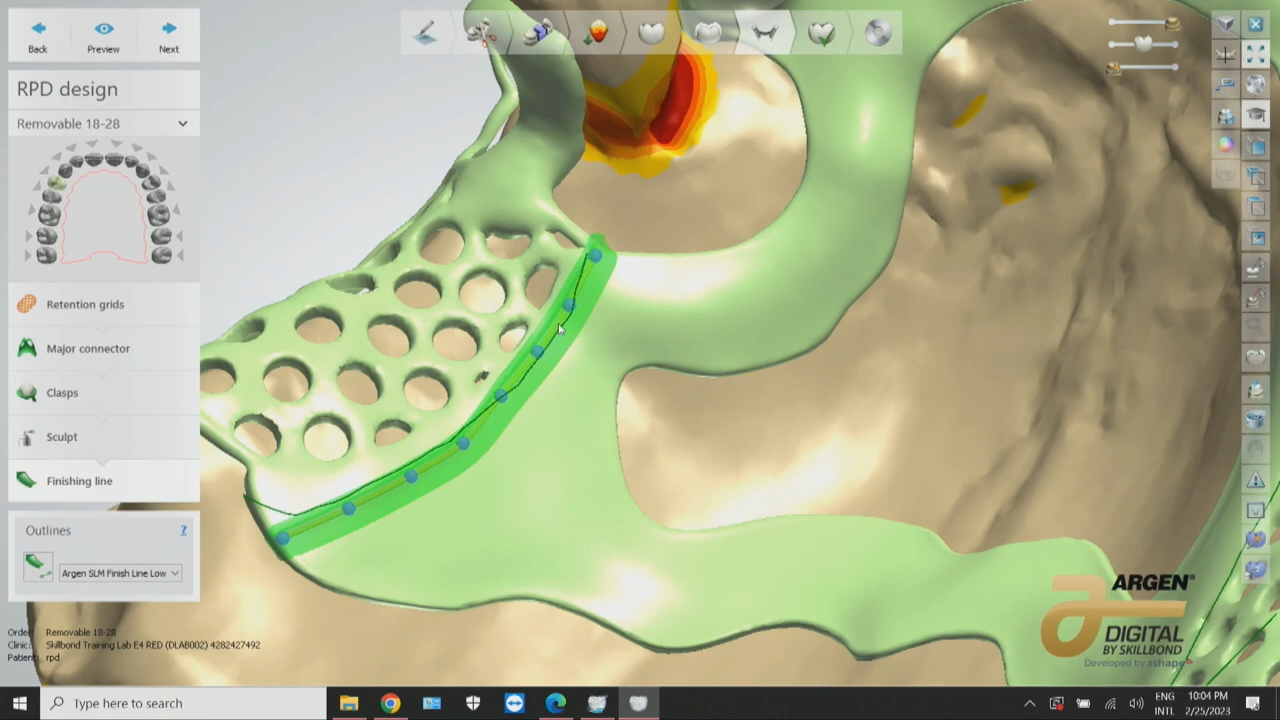 Back
Preview
Next
RPD design
Removable 18-28
Retention grids
Major connector
Clasps
Sculpt
Finishing line
Outlines
?
Argen SLM Finish Line Low
Order: Removable 18-28
Clinic: Skillbond Training Lab E4 RED (DLAB002) 4282427492
Patient: rpd
ARGEN®
DIGITAL
BY SKILLBOND
Developed by 3shape
Type here to search
ENG
INTL
10:04 PM
2/25/2023